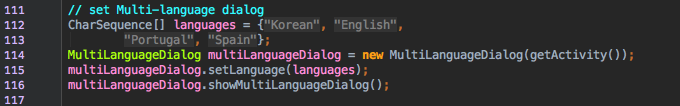 111 // set Multi-language dialog
112 CharSequence[] languages = {"Korean", "English",
113 "Portugal", "Spain"};
114 MultiLanguageDialog multiLanguageDialog = new MultiLanguageDialog(getActivity());
115 multiLanguageDialog.setLanguage(languages);
116 multiLanguageDialog.showMultiLanguageDialog();
117